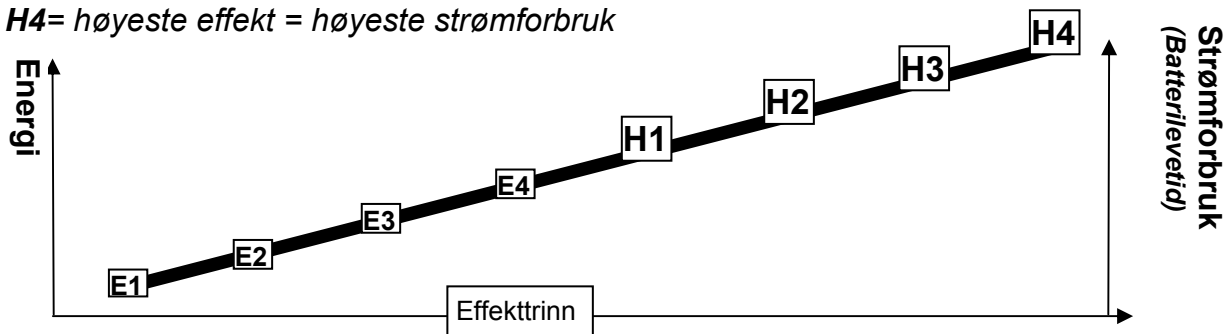 H4= høyeste effekt = høyeste strømforbruk
Energi
Strømforbruk
(Batterilevetid)
H4
H3
H2
H1
E4
E3
E2
E1
Effekttrinn